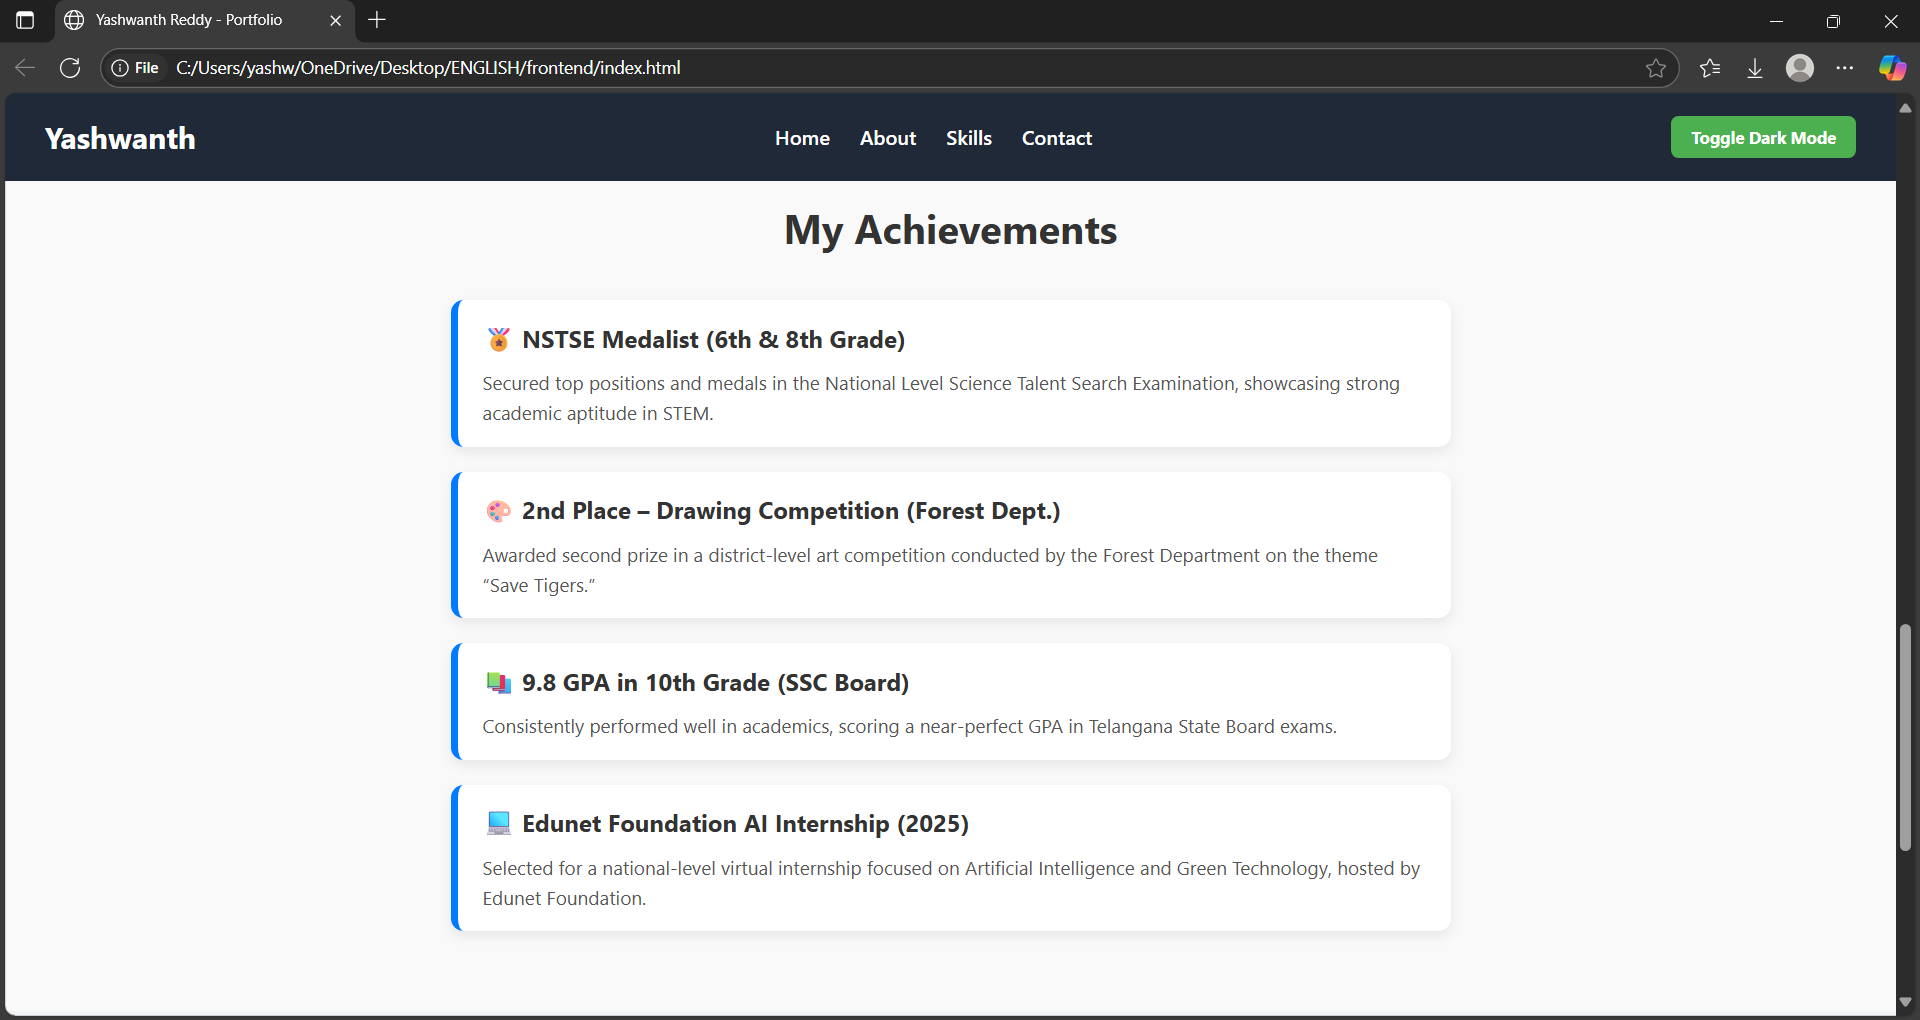 Yashwanth Reddy - Portfolio
File C:/Users/yashw/OneDrive/Desktop/ENGLISH/frontend/index.html
Yashwanth
Home About Skills Contact
Toggle Dark Mode
My Achievements
NSTSE Medalist (6th & 8th Grade)
Secured top positions and medals in the National Level Science Talent Search Examination, showcasing strong
academic aptitude in STEM.
2nd Place – Drawing Competition (Forest Dept.)
Awarded second prize in a district-level art competition conducted by the Forest Department on the theme
“Save Tigers.”
9.8 GPA in 10th Grade (SSC Board)
Consistently performed well in academics, scoring a near-perfect GPA in Telangana State Board exams.
Edunet Foundation AI Internship (2025)
Selected for a national-level virtual internship focused on Artificial Intelligence and Green Technology, hosted by
Edunet Foundation.